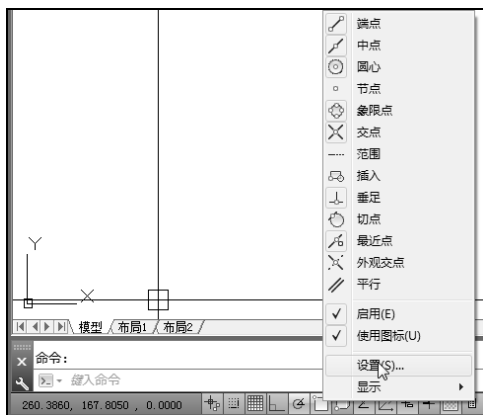 端点
中点
圆心
节点
象限点
交点
范围
插入
垂足
切点
最近点
外观交点
平行
启用(E)
使用图标(U)
设置(S)...
显示
Y
X
模型 布局1 布局2
命令:
键入命令
260.3860, 167.8050 , 0.0000